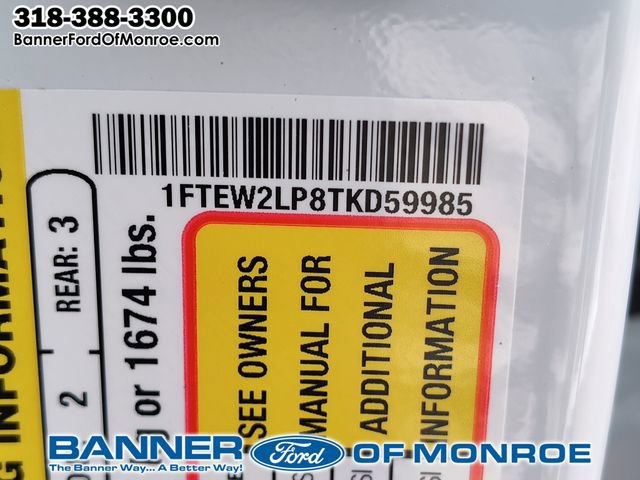 318-388-3300
BannerFordOfMonroe.com
1FTEW2LP8TKD59985
REAR: 3
2
or 1674 lbs.
SEE OWNERS
MANUAL FOR
ADDITIONAL
INFORMATION
BANNER Ford OF MONROE
The Banner Way... A Better Way!